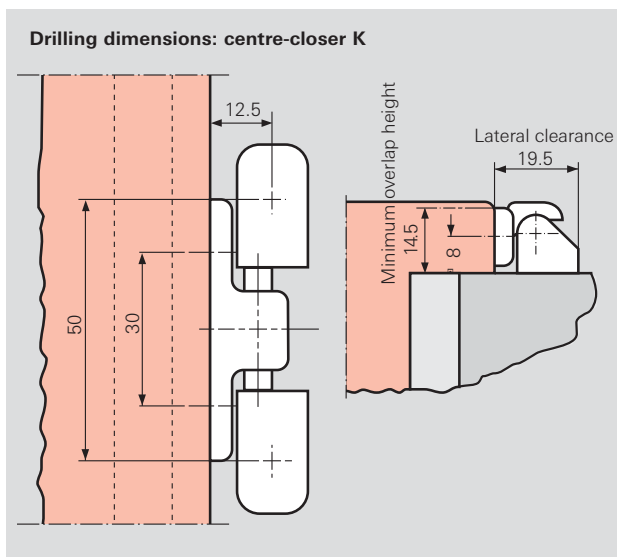 Drilling dimensions: centre-closer K
12.5
50
30
Minimum overlap height
14.5
8
Lateral clearance
19.5